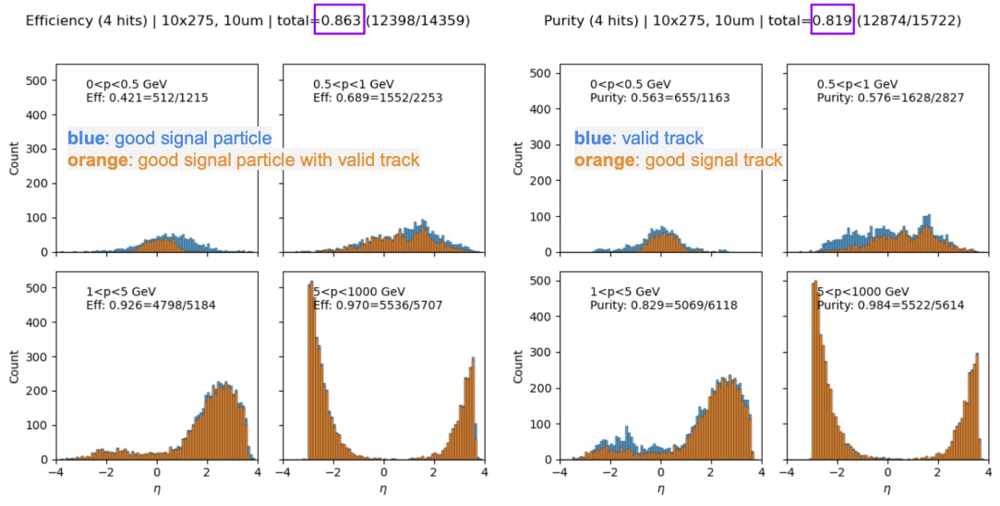 Efficiency (4 hits) | 10x275, 10um | total=0.863 (12398/14359)
Purity (4 hits) | 10x275, 10um | total=0.819 (12874/15722)
0<p<0.5 GeV
Eff: 0.421=512/1215
0.5<p<1 GeV
Eff: 0.689=1552/2253
0<p<0.5 GeV
Purity: 0.563=655/1163
0.5<p<1 GeV
Purity: 0.576=1628/2827
blue: good signal particle
orange: good signal particle with valid track
blue: valid track
orange: good signal track
Count
500
400
300
200
100
0
Count
500
400
300
200
100
0
1<p<5 GeV
Eff: 0.926=4798/5184
5<p<1000 GeV
Eff: 0.970=5536/5707
1<p<5 GeV
Purity: 0.829=5069/6118
5<p<1000 GeV
Purity: 0.984=5522/5614
Count
500
400
300
200
100
0
Count
500
400
300
200
100
0
−4 −2 0 2 4
−4 −2 0 2 4
−4 −2 0 2 4
−4 −2 0 2 4
η
η
η
η